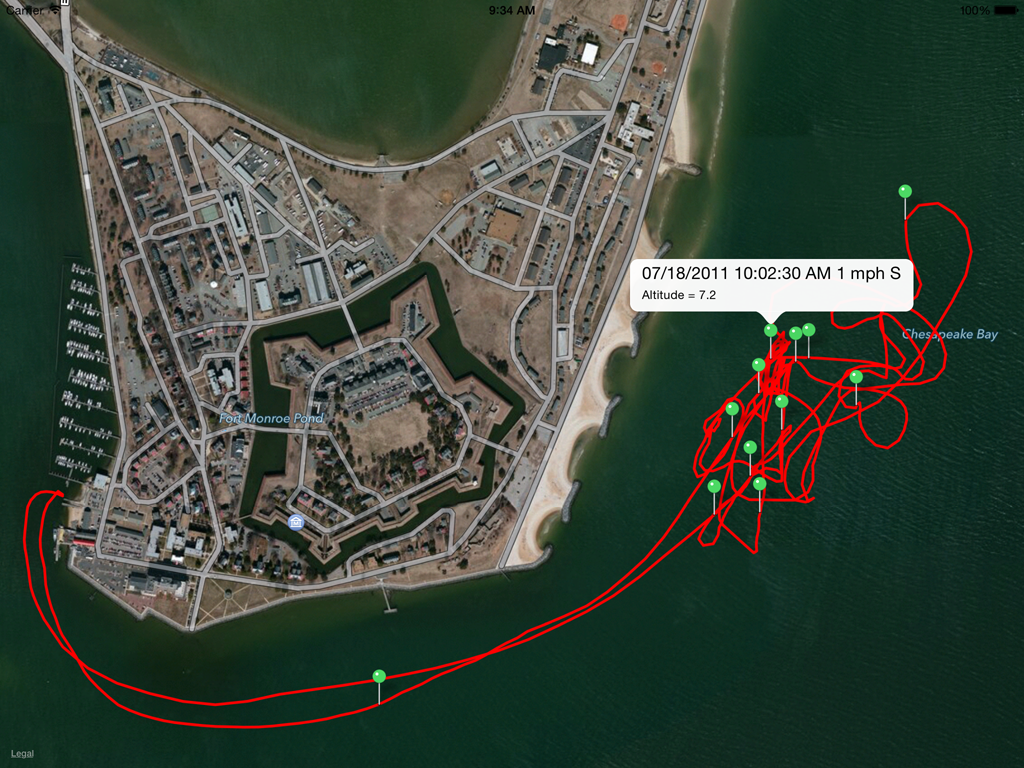 Carrier
9:34 AM
100%
07/18/2011 10:02:30 AM 1 mph S
Altitude = 7.2
Chesapeake Bay
Fort Monroe Pond
Legal